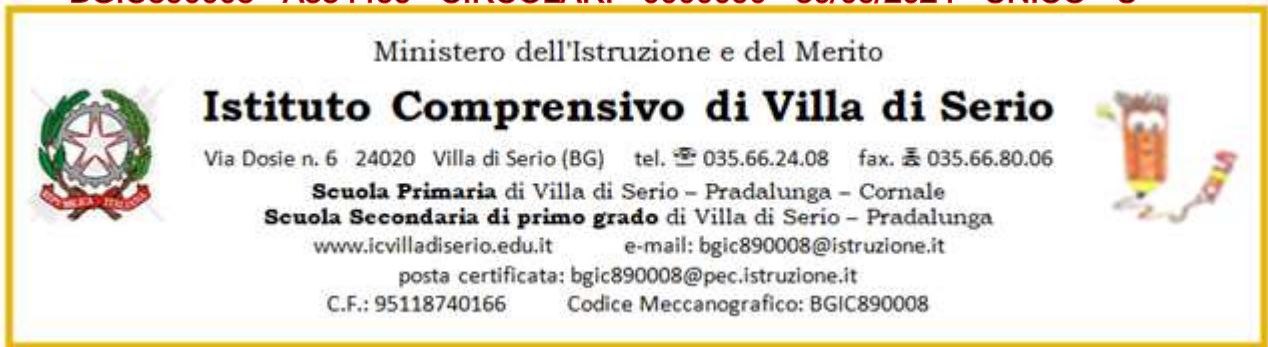 Ministero dell'Istruzione e del Merito
Istituto Comprensivo di Villa di Serio
Via Dosie n. 6 24020 Villa di Serio (BG) tel. ☎ 035.66.24.08 fax. 035.66.80.06
Scuola Primaria di Villa di Serio – Pradalunga – Cornale
Scuola Secondaria di primo grado di Villa di Serio – Pradalunga
www.icvilladiserio.edu.it e-mail: bgic890008@istruzione.it
posta certificata: bgic890008@pec.istruzione.it
C.F.: 95118740166 Codice Meccanografico: BGIC890008